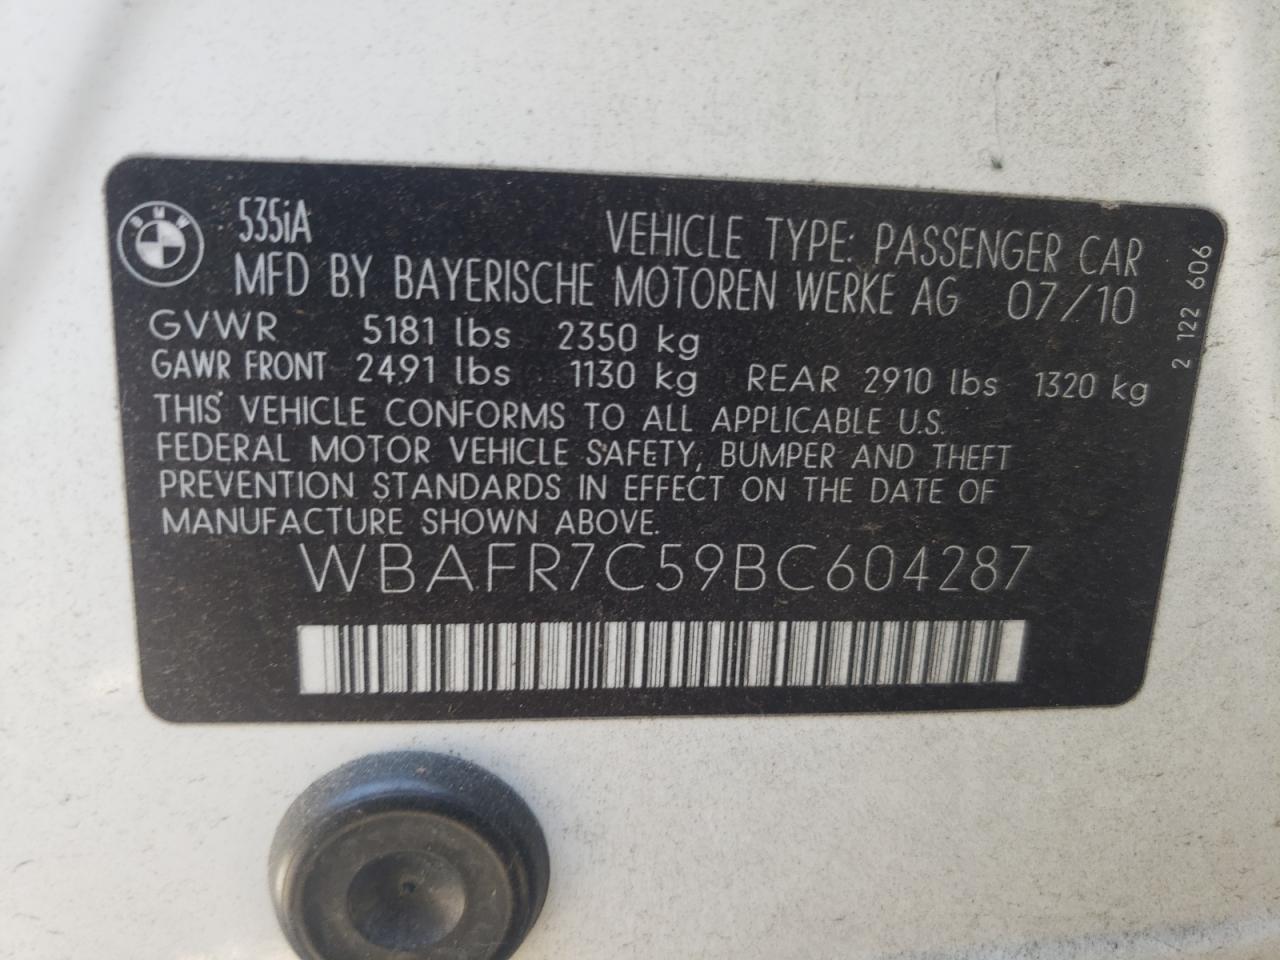 BMW
535iA
VEHICLE TYPE: PASSENGER CAR
MFD BY BAYERISCHE MOTOREN WERKE AG 07/10
GVWR 5181 lbs 2350 kg
GAWR FRONT 2491 lbs 1130 kg REAR 2910 lbs 1320 kg
THIS VEHICLE CONFORMS TO ALL APPLICABLE U.S.
FEDERAL MOTOR VEHICLE SAFETY, BUMPER AND THEFT
PREVENTION STANDARDS IN EFFECT ON THE DATE OF
MANUFACTURE SHOWN ABOVE.
WBAFR7C59BC604287
2 122 606